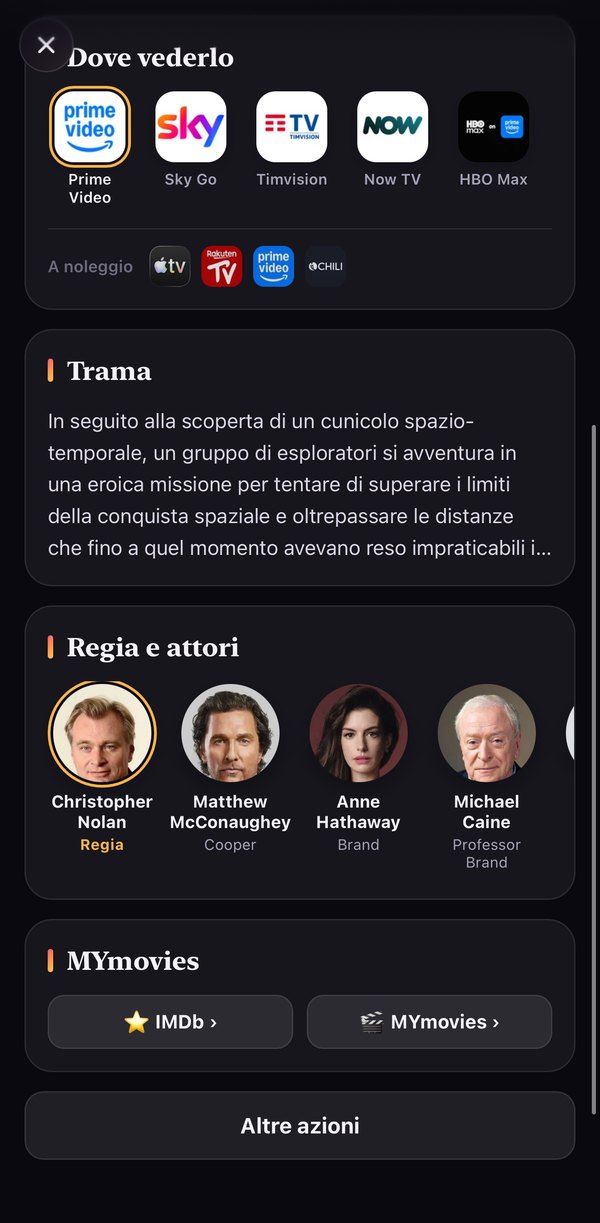 Dove vederlo
prime video
sky
TV TIMVISION
NOW
HBO max on prime video
Prime Video
Sky Go
Timvision
Now TV
HBO Max
A noleggio
tv
Rakuten TV
prime video
CHILI
Trama
In seguito alla scoperta di un cunicolo spazio-
temporale, un gruppo di esploratori si avventura in
una eroica missione per tentare di superare i limiti
della conquista spaziale e oltrepassare le distanze
che fino a quel momento avevano reso impraticabili i...
Regia e attori
Christopher Nolan
Regia
Matthew McConaughey
Cooper
Anne Hathaway
Brand
Michael Caine
Professor Brand
MYmovies
⭐ IMDb ›
🎬 MYmovies ›
Altre azioni